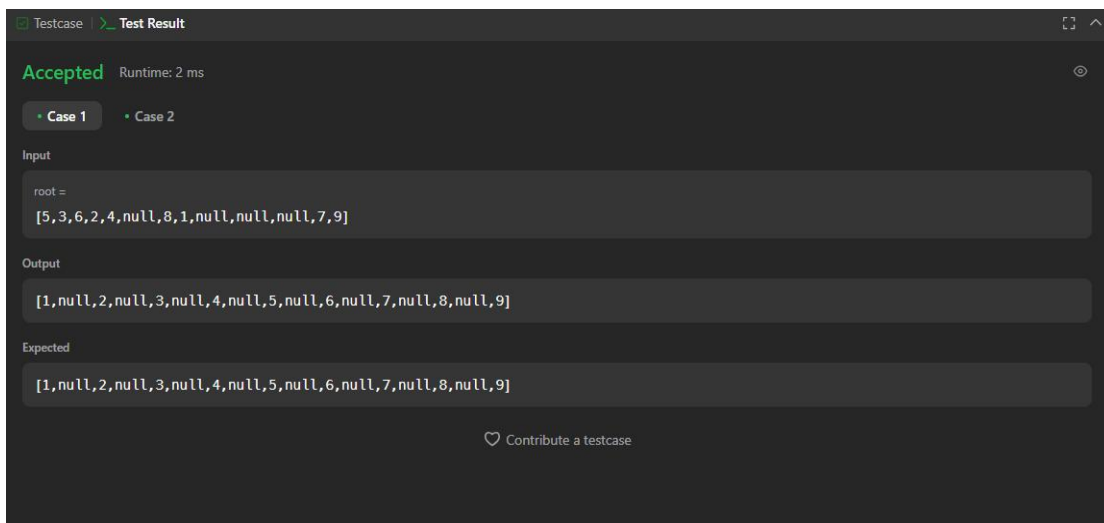 Testcase | >_ Test Result
Accepted Runtime: 2 ms
• Case 1 • Case 2
Input
root =
[5,3,6,2,4,null,8,1,null,null,null,7,9]
Output
[1,null,2,null,3,null,4,null,5,null,6,null,7,null,8,null,9]
Expected
[1,null,2,null,3,null,4,null,5,null,6,null,7,null,8,null,9]
Contribute a testcase